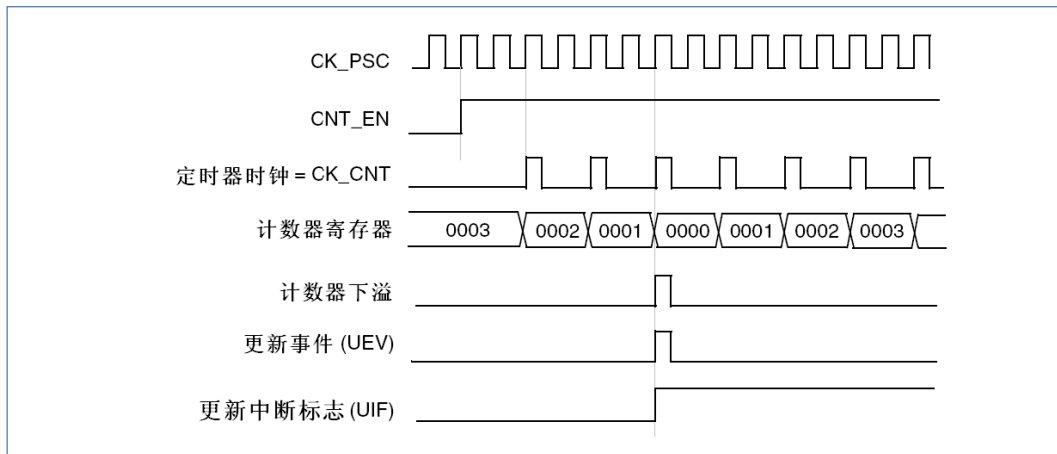 CK_PSC
CNT_EN
定时器时钟 = CK_CNT
计数器寄存器 0003 0002 0001 0000 0001 0002 0003
计数器下溢
更新事件 (UEV)
更新中断标志 (UIF)